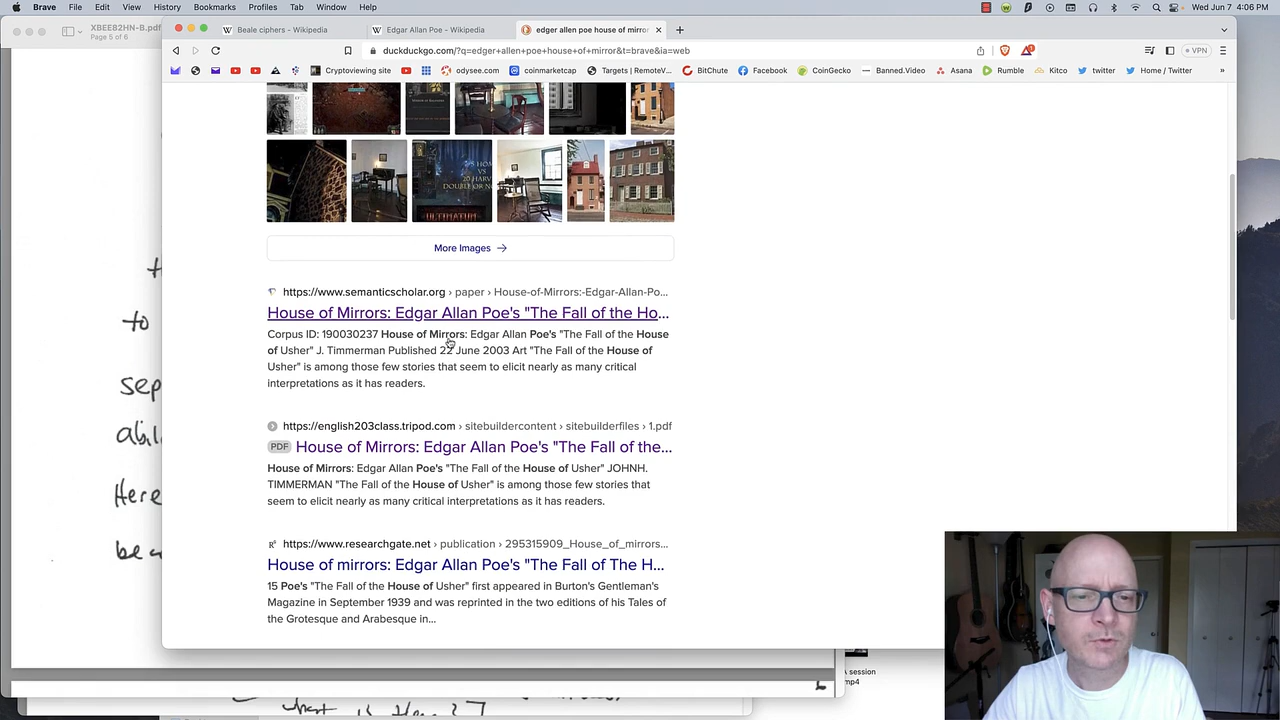 Brave File Edit View History Bookmarks Profiles Tab Window Help Wed Jun 7 4:06 PM
XBEE82HN-B.pdf
Page 5 of 6
Beale ciphers - Wikipedia
Edgar Allan Poe - Wikipedia
edger allen poe house of mirror
duckduckgo.com/?q=edger+allen+poe+house+of+mirror&t=brave&ia=web
VPN
Cryptoviewing site odysee.com coinmarketcap Targets | RemoteV... BitChute Facebook CoinGecko Banned.Video Asana Rumble Kitco twitter Home / Twitter »
5 HOM
VS
20 HARV
DOUBLE OR NO
ULTIMATUM
More Images →
https://www.semanticscholar.org › paper › House-of-Mirrors:-Edgar-Allan-Po...
House of Mirrors: Edgar Allan Poe's "The Fall of the Ho...
Corpus ID: 190030237 House of Mirrors: Edgar Allan Poe's "The Fall of the House
of Usher" J. Timmerman Published 22 June 2003 Art "The Fall of the House of
Usher" is among those few stories that seem to elicit nearly as many critical
interpretations as it has readers.
https://english203class.tripod.com › sitebuildercontent › sitebuilderfiles › 1.pdf
PDF House of Mirrors: Edgar Allan Poe's "The Fall of the...
House of Mirrors: Edgar Allan Poe's "The Fall of the House of Usher" JOHNH.
TIMMERMAN "The Fall of the House of Usher" is among those few stories that
seem to elicit nearly as many critical interpretations as it has readers.
https://www.researchgate.net › publication › 295315909_House_of_mirrors...
House of mirrors: Edgar Allan Poe's "The Fall of The H...
15 Poe's "The Fall of the House of Usher" first appeared in Burton's Gentleman's
Magazine in September 1939 and was reprinted in the two editions of his Tales of
the Grotesque and Arabesque in...
to
sep
abil
Here
be a
A session
mp4